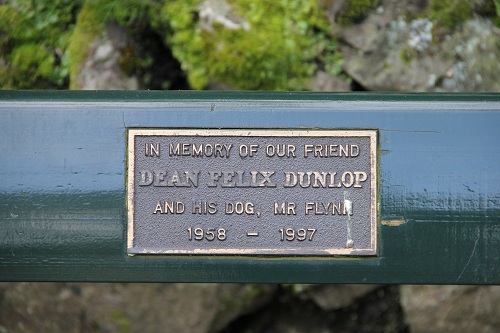 IN MEMORY OF OUR FRIEND
DEAN FELIX DUNLOP
AND HIS DOG, MR FLYNN
1958 - 1997